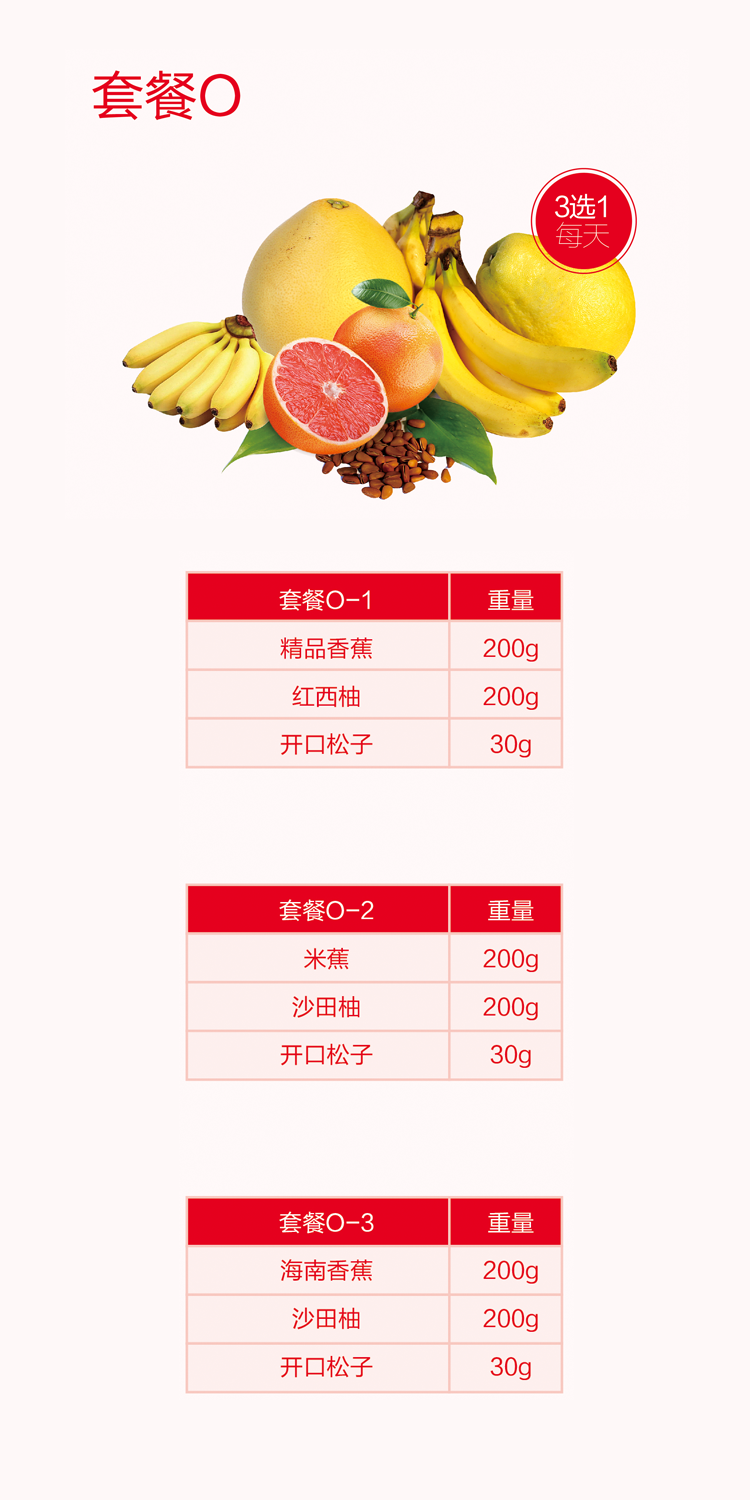 套餐O
3选1
每天
套餐O-1 重量
精品香蕉 200g
红西柚 200g
开口松子 30g
套餐O-2 重量
米蕉 200g
沙田柚 200g
开口松子 30g
套餐O-3 重量
海南香蕉 200g
沙田柚 200g
开口松子 30g